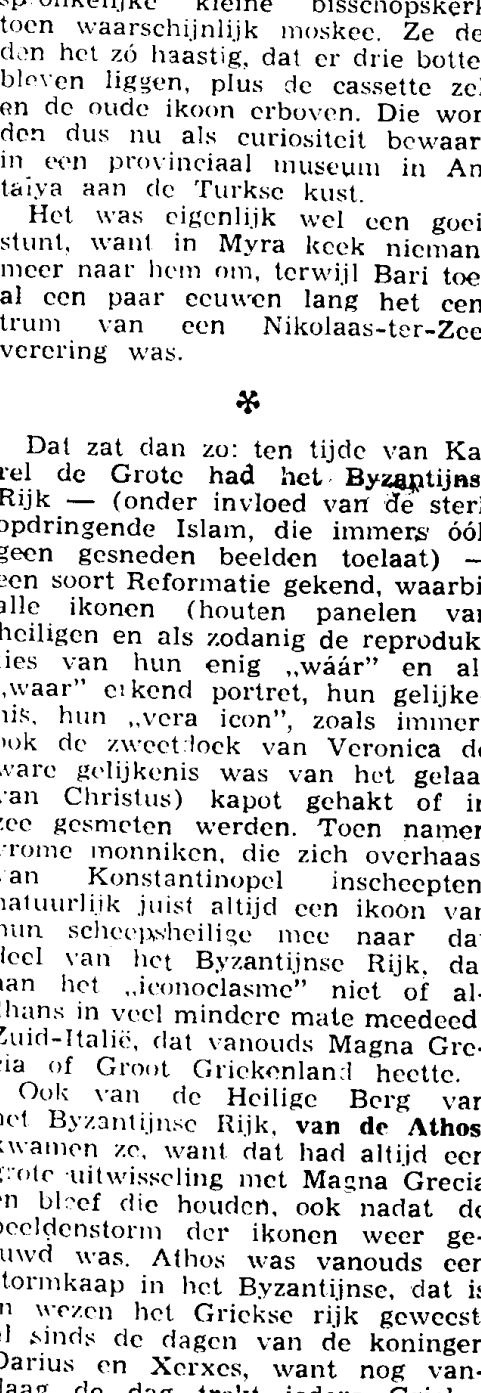 kleine bisschopskerk
toen waarschijnlijk moskee. Ze de
den het zó haastig, dat er drie botte
bleven liggen, plus de cassette zel
en de oude ikoon erboven. Die wor
den dus nu als curiositeit bewaar
in een provinciaal museum in An
taiya aan de Turkse kust.
Het was eigenlijk wel een goei
stunt, want in Myra keek nieman
meer naar hem om, terwijl Bari toe
al een paar eeuwen lang het cen
trum van een Nikolaas-ter-Zee
verering was.
*
Dat zat dan zo: ten tijde van Ka
rel de Grote had het Byzantijns
Rijk — (onder invloed van de sterk
opdringende Islam, die immers óók
geen gesneden beelden toelaat) —
een soort Reformatie gekend, waarbi
alle ikonen (houten panelen van
heiligen en als zodanig de reproduk
ties van hun enig „wáár” en al
„waar” erkend portret, hun gelijke
nis, hun „vera icon”, zoals immer
ook de zweetdoek van Veronica de
ware gelijkenis was van het gelaa
van Christus) kapot gehakt of in
zee gesmeten werden. Toen namen
vrome monniken, die zich overhaas
van Konstantinopel inscheepten
natuurlijk juist altijd een ikoon van
hun scheepsheilige mee naar da
deel van het Byzantijnse Rijk, da
aan het „iconoclasme” niet of al-
thans in veel mindere mate meedeed
Zuid-Italië, dat vanouds Magna Gre-
cia of Groot Griekenland heette.
Ook van de Heilige Berg van
het Byzantijnse Rijk, van de Athos
kwamen ze, want dat had altijd een
grote uitwisseling met Magna Grecia
en bleef die houden, ook nadat de
beeldenstorm der ikonen weer ge-
luwd was. Athos was vanouds een
stormkaap in het Byzantijnse, dat is
in wezen het Griekse rijk geweest
al sinds de dagen van de koningen
Darius en Xerxes, want nog van-
daag de dag trekt iedere